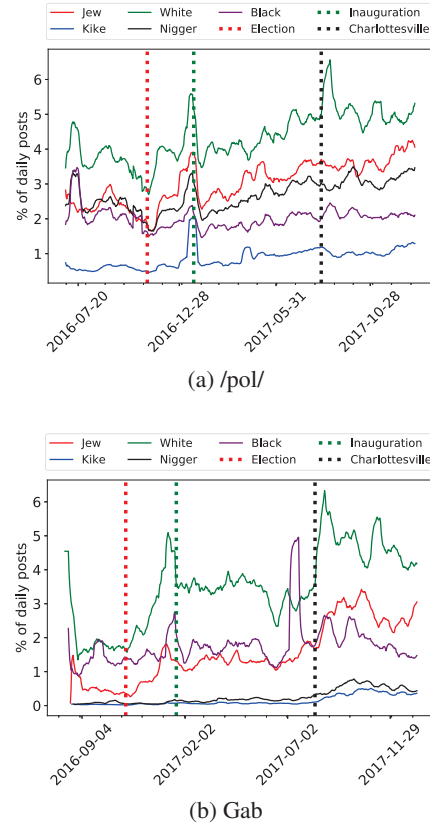 Jew White Black Inauguration
Kike Nigger Election Charlottesville
6
5
4
3
2
1
% of daily posts
2016-07-20 2016-12-28 2017-05-31 2017-10-28
(a) /pol/
Jew White Black Inauguration
Kike Nigger Election Charlottesville
6
5
4
3
2
1
0
% of daily posts
2016-09-04 2017-02-02 2017-07-02 2017-11-29
(b) Gab